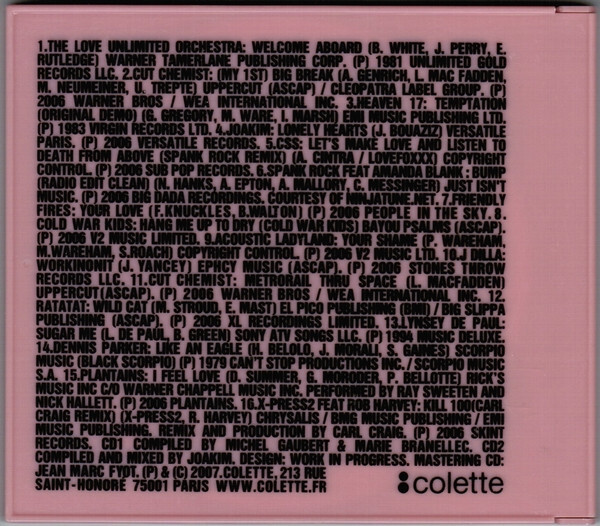 1.THE LOVE UNLIMITED ORCHESTRA: WELCOME ABOARD (B. WHITE, J. PERRY, E.
RUTLEDGE) WARNER TAMERLANE PUBLISHING CORP. (P) 1981 UNLIMITED GOLD
RECORDS LLC. 2.CUT CHEMIST: (MY 1ST) BIG BREAK (A. GENRICH, L. MAC FADDEN,
M. NEUMEINER, U. TREPTE) UPPERCUT (ASCAP) / CLEOPATRA LABEL GROUP. (P)
2006 WARNER BROS / WEA INTERNATIONAL INC. 3.HEAVEN 17: TEMPTATION
(ORIGINAL DEMO) (G. GREGORY, M. WARE, I. MARSH) EMI MUSIC PUBLISHING LTD.
(P) 1983 VIRGIN RECORDS LTD. 4.JOAKIM: LONELY HEARTS (J. BOUAZIZ) VERSATILE
PARIS. (P) 2006 VERSATILE RECORDS. 5.CSS: LET'S MAKE LOVE AND LISTEN TO
DEATH FROM ABOVE (SPANK ROCK REMIX) (A. CINTRA / LOVEFOXXX) COPYRIGHT
CONTROL. (P) 2006 SUB POP RECORDS. 6.SPANK ROCK FEAT AMANDA BLANK : BUMP
(RADIO EDIT CLEAN) (N. HANKS, A. EPTON, A. MALLORY, C. MESSINGER) JUST ISN'T
MUSIC. (P) 2006 BIG DADA RECORDINGS. COURTESY OF NINJATUNE.NET. 7.FRIENDLY
FIRES: YOUR LOVE (F.KNUCKLES, B.WALTON) (P) 2006 PEOPLE IN THE SKY. 8.
COLD WAR KIDS: HANG ME UP TO DRY (COLD WAR KIDS) BAYOU PSALMS (ASCAP).
(P) 2006 V2 MUSIC LIMITED. 9.ACOUSTIC LADYLAND: YOUR SHAME (P. WAREHAM,
M.WAREHAM, S.ROACH) COPYRIGHT CONTROL. (P) 2006 V2 MUSIC LTD. 10.J DILLA:
WORKINONIT (J. YANCEY) EPHCY MUSIC (ASCAP). (P) 2006 STONES THROW
RECORDS LLC. 11.CUT CHEMIST: METRORAIL THRU SPACE (L. MACFADDEN)
UPPERCUT(ASCAP). (P) 2006 WARNER BROS / WEA INTERNATIONAL INC. 12.
RATATAT: WILD CAT (M. STROUD, E. MAST) EL PICO PUBLISHING (BMI) / BIG SLIPPA
PUBLISHING (ASCAP). (P) 2006 XL RECORDINGS LIMITED. 13.LYNSEY DE PAUL:
SUGAR ME (L. DE PAUL, B. GREEN) SONY ATV SONGS LLC. (P) 1994 MUSIC DELUXE.
14.DENNIS PARKER: LIKE AN EAGLE (H. BELOLO, J. MORALI, S. GAINES) SCORPIO
MUSIC (BLACK SCORPIO) (P) 1979 CAN'T STOP PRODUCTIONS INC. / SCORPIO MUSIC
S.A. 15.PLANTAINS: I FEEL LOVE (D. SUMMER, G. MORODER, P. BELLOTTE) RICK'S
MUSIC INC C/O WARNER CHAPPELL MUSIC INC. PERFORMED BY RAY SWEETEN AND
NICK HALLETT. (P) 2006 PLANTAINS. 16.X-PRESS2 FEAT ROB HARVEY: KILL 100(CARL
CRAIG REMIX) (X-PRESS2, R. HARVEY) CHRYSALIS / BMG MUSIC PUBLISHING / EMI
MUSIC PUBLISHING. REMIX AND PRODUCTION BY CARL CRAIG. (P) 2006 SKINT
RECORDS. CD1 COMPILED BY MICHEL GAUBERT & MARIE BRANELLEC. CD2
COMPILED AND MIXED BY JOAKIM. DESIGN: WORK IN PROGRESS. MASTERING CD:
JEAN MARC FYOT. (P) & (C) 2007.COLETTE, 213 RUE
SAINT-HONORÉ 75001 PARIS WWW.COLETTE.FR
colette